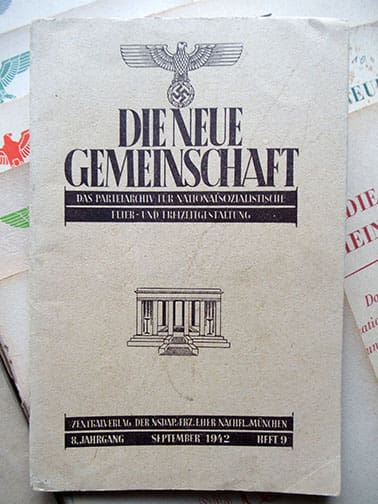 DIE NEUE
GEMEINSCHAFT
DAS PARTEIARCHIV FÜR NATIONALSOZIALISTISCHE
FEIER- UND FREIZEITGESTALTUNG
ZENTRALVERLAG DER NSDAP. FRZ. EHER NACHF. MÜNCHEN
8. JAHRGANG SEPTEMBER 1942 HEFT 9
DIE